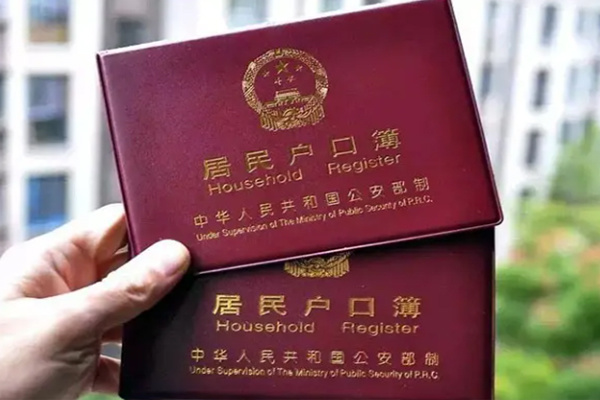 居民户口簿
Household Register
中华人民共和国公安部制
Under Supervision of The Ministry of Public Security of P.R.C.
居民户口簿
Household Register
中华人民共和国公安部制
Under Supervision of The Ministry of Public Security of P.R.C.